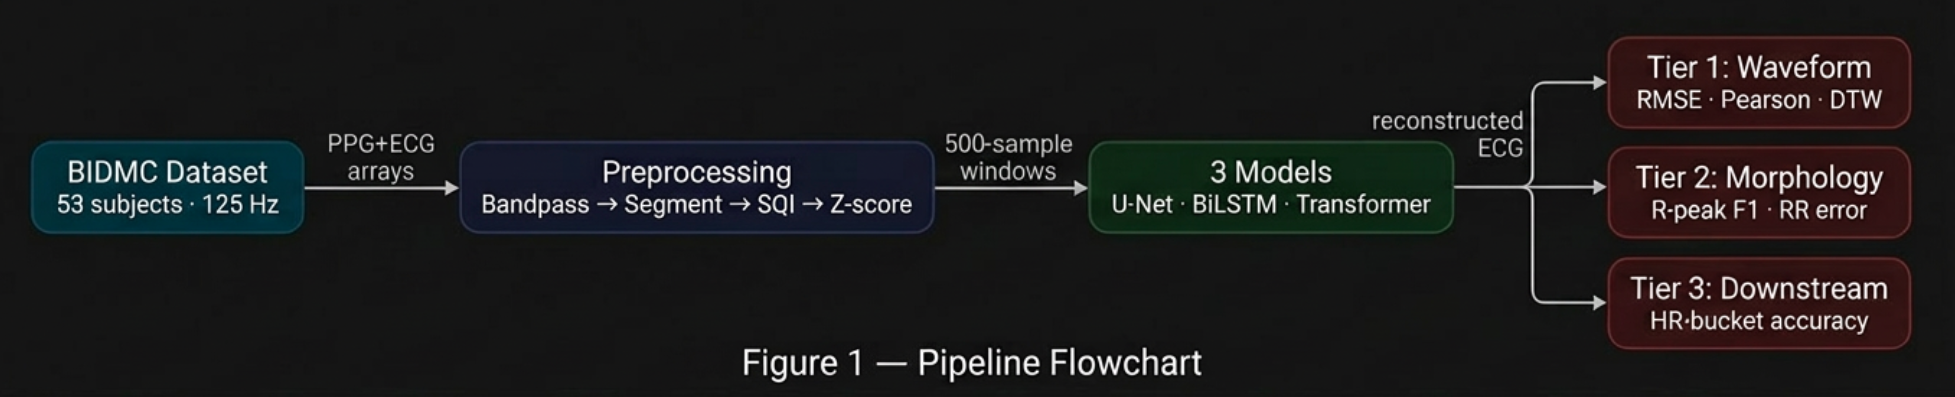 BIDMC Dataset
53 subjects · 125 Hz
PPG+ECG
arrays
Preprocessing
Bandpass → Segment → SQI → Z-score
500-sample
windows
3 Models
U-Net · BiLSTM · Transformer
reconstructed
ECG
Tier 1: Waveform
RMSE · Pearson · DTW
Tier 2: Morphology
R-peak F1 · RR error
Tier 3: Downstream
HR·bucket accuracy
Figure 1 — Pipeline Flowchart